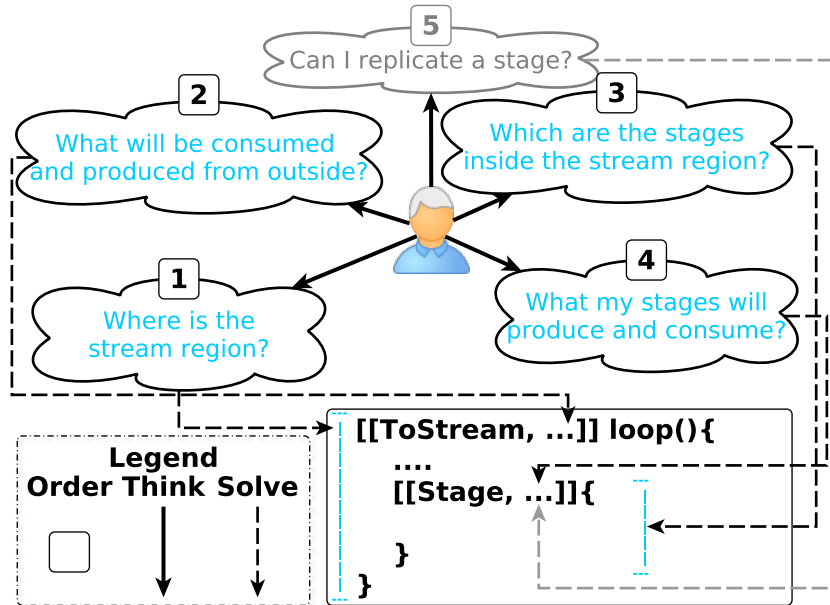 5
Can I replicate a stage?
2
What will be consumed
and produced from outside?
3
Which are the stages
inside the stream region?
1
Where is the
stream region?
4
What my stages will
produce and consume?
Legend
Order Think Solve
[[ToStream, ...]] loop(){
....
[[Stage, ...]]{
}
}